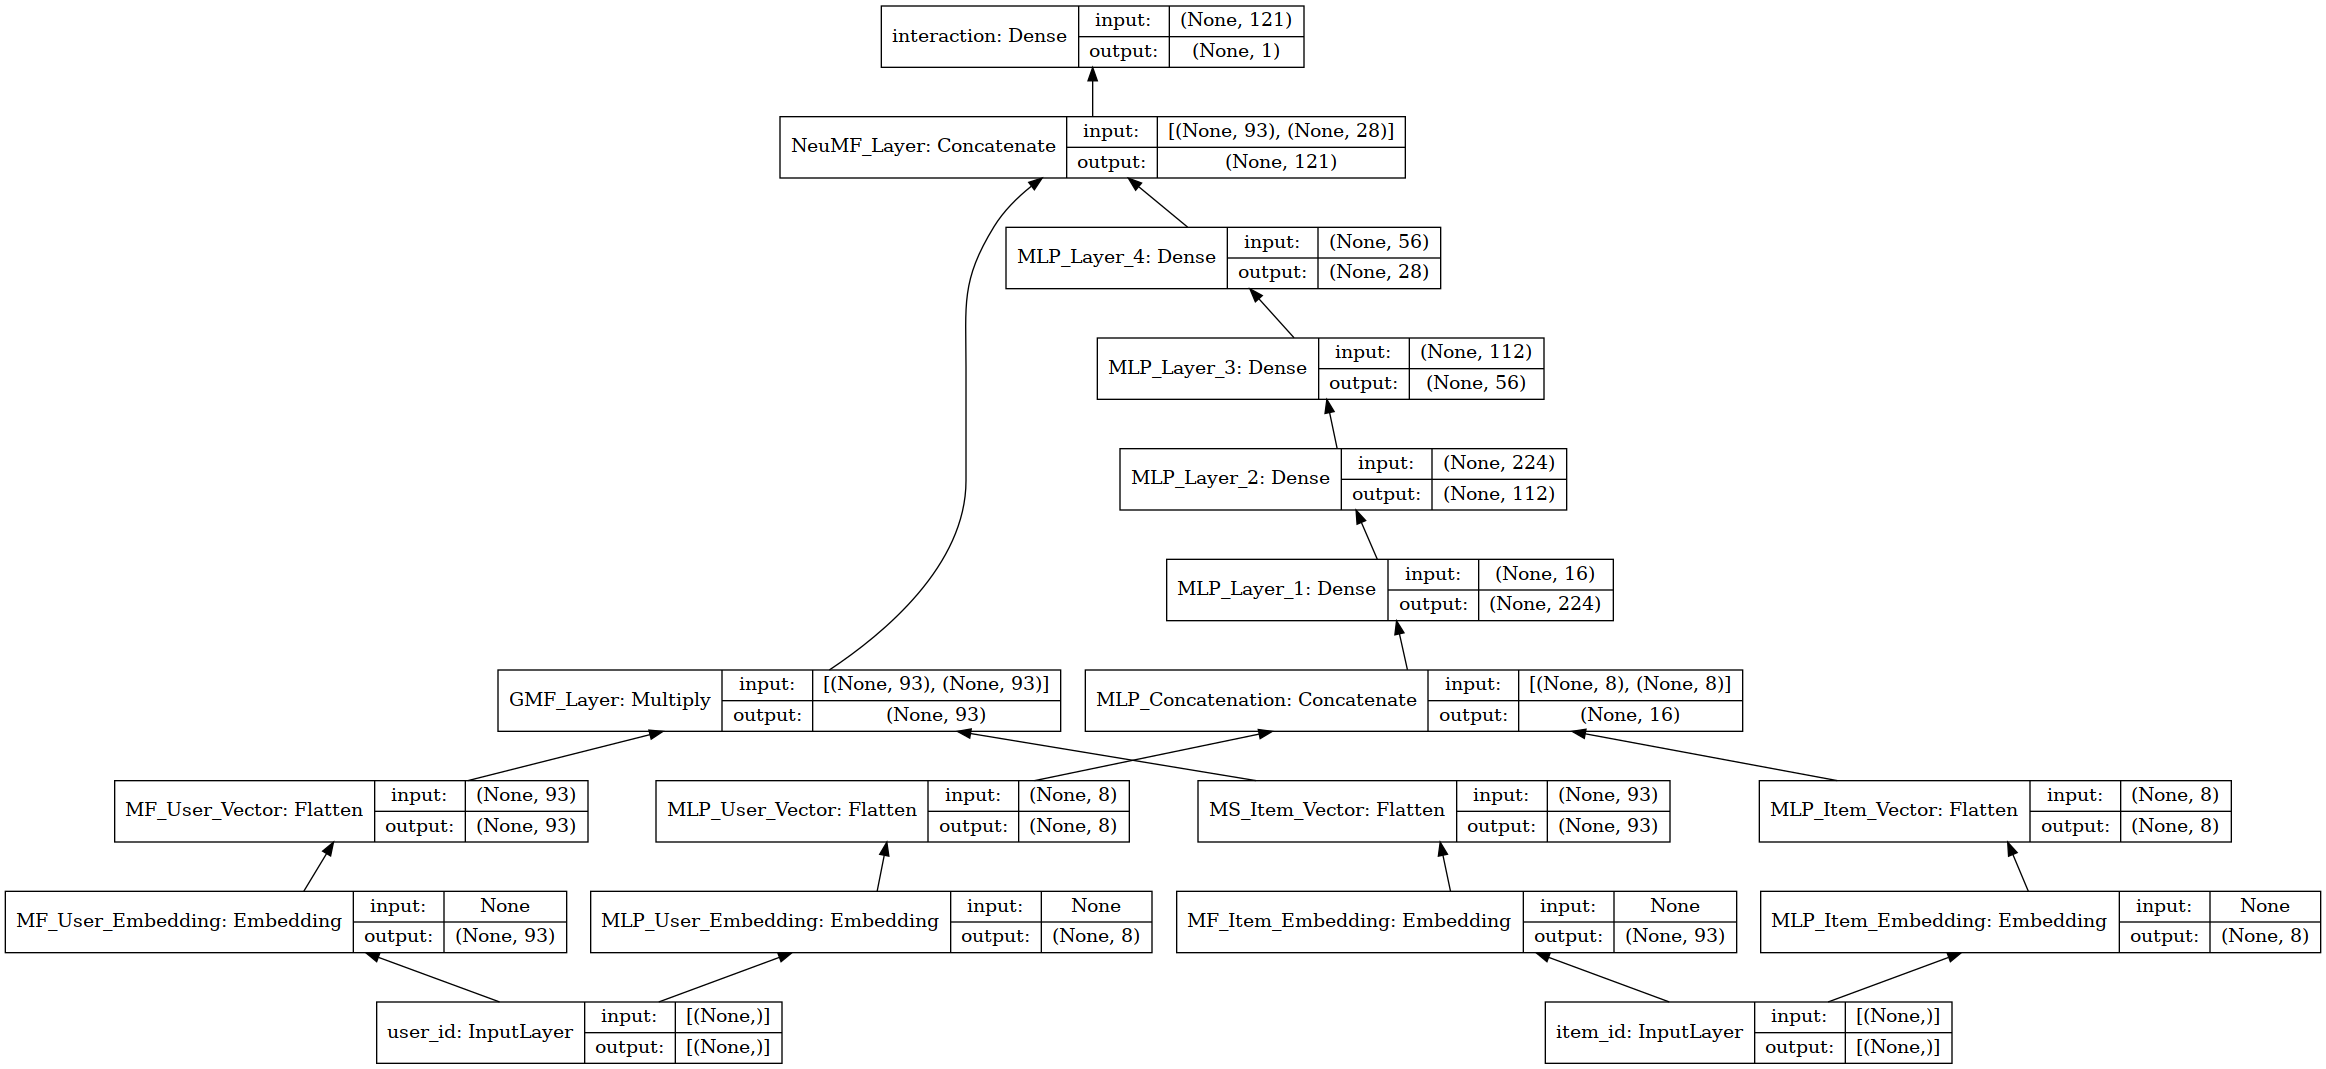 interaction: Dense
input:
(None, 121)
output:
(None, 1)
NeuMF_Layer: Concatenate
input:
[(None, 93), (None, 28)]
output:
(None, 121)
MLP_Layer_4: Dense
input:
(None, 56)
output:
(None, 28)
MLP_Layer_3: Dense
input:
(None, 112)
output:
(None, 56)
MLP_Layer_2: Dense
input:
(None, 224)
output:
(None, 112)
MLP_Layer_1: Dense
input:
(None, 16)
output:
(None, 224)
GMF_Layer: Multiply
input:
[(None, 93), (None, 93)]
output:
(None, 93)
MLP_Concatenation: Concatenate
input:
[(None, 8), (None, 8)]
output:
(None, 16)
MF_User_Vector: Flatten
input:
(None, 93)
output:
(None, 93)
MLP_User_Vector: Flatten
input:
(None, 8)
output:
(None, 8)
MS_Item_Vector: Flatten
input:
(None, 93)
output:
(None, 93)
MLP_Item_Vector: Flatten
input:
(None, 8)
output:
(None, 8)
MF_User_Embedding: Embedding
input:
None
output:
(None, 93)
MLP_User_Embedding: Embedding
input:
None
output:
(None, 8)
MF_Item_Embedding: Embedding
input:
None
output:
(None, 93)
MLP_Item_Embedding: Embedding
input:
None
output:
(None, 8)
user_id: InputLayer
input:
[(None,)]
output:
[(None,)]
item_id: InputLayer
input:
[(None,)]
output:
[(None,)]